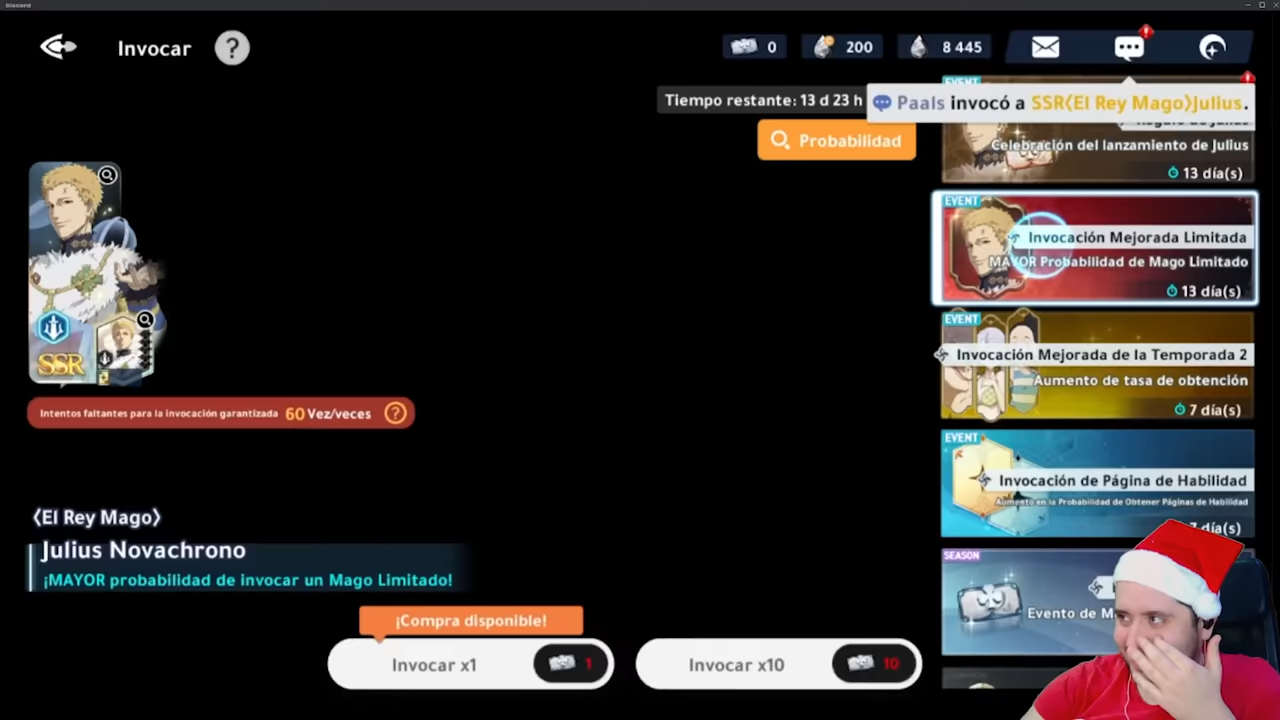 Discord
Invocar
?
0
200
8 445
Tiempo restante: 13 d 23 h
Paals invocó a SSR⟨El Rey Mago⟩Julius.
Probabilidad
EVENT
Celebración del lanzamiento de Julius
13 día(s)
EVENT
Invocación Mejorada Limitada
MAYOR Probabilidad de Mago Limitado
13 día(s)
SSR
EVENT
Invocación Mejorada de la Temporada 2
Aumento de tasa de obtención
7 día(s)
Intentos faltantes para la invocación garantizada 60 Vez/veces ?
EVENT
Invocación de Página de Habilidad
Aumento en la Probabilidad de Obtener Páginas de Habilidad
7 día(s)
⟨El Rey Mago⟩
Julius Novachrono
¡MAYOR probabilidad de invocar un Mago Limitado!
SEASON
Evento de M
¡Compra disponible!
Invocar x1
1
Invocar x10
10